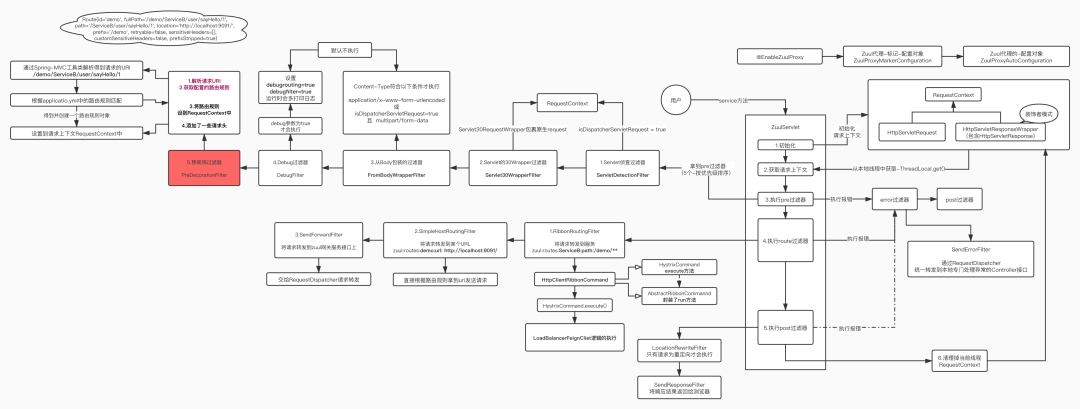 Route{id='demo', fullPath='/demo/ServiceB/user/sayHello/1',
path='/ServiceB/user/sayHello/1', location='http://localhost:9091/',
prefix='/demo', retryable=false, sensitiveHeaders=[],
customSensitiveHeaders=false, prefixStripped=true}
通过Spring-MVC工具类解析得到请求的URI
/demo/ServiceB/user/sayHello/1
根据applicatio.yml中的路由规则匹配
得到并创建一个路由规则对象
设置到请求上下文RequestContext中
1.解析请求URI
2.获取配置的路由规则
3.将路由规则
设到RequestContext中
4.添加了一些请求头
5.预装饰过滤器
PreDecorationFilter
默认不执行
设置
debugrouting=true
debugfilter=true
运行时会多打印日志
debug参数为true
才会执行
4.Debug过滤器
DebugFilter
Content-Type符合以下条件才执行
application/x-www-form-urlencoded
或
isDispatcherServletRequest=true
且 multipart/form-data
3.从Body包装的过滤器
FromBodyWrapperFilter
RequestContext
Servlet30RequestWrapper包裹原生request
isDispatcherServletRequest = true
2.Servlet的30Wrapper过滤器
Servlet30WrapperFilter
1.Servlet侦查过滤器
ServletDetectionFilter
拿到pre过滤器
(5个-按优先级排序)
用户
service方法
@EnableZuulProxy
Zuul代理-标记-配置对象
ZuulProxyMarkerConfiguration
Zuul代理的-配置对象
ZuulProxyAutoConfiguration
ZuulServlet
1.初始化
2.获取请求上下文
3.执行pre过滤器
4.执行route过滤器
5.执行post过滤器
初始化
请求上下文
RequestContext
装饰者模式
HttpServletRequest
HttpServletResponseWrapper
(包含HttpServletResponse)
从本地线程中获取-ThreadLocal.get()
执行报错
error过滤器
post过滤器
执行报错
SendErrorFilter
通过RequestDispatcher
统一转发到本地专门处理异常的Controller接口
执行报错
6.清理掉当前线程
RequestContext
3.SendForwardFilter
将请求转发到zuul网关服务接口上
交给RequestDispatcher请求转发
2.SimpleHostRoutingFilter
将请求转发到某个URL
zuul:routes:demo:url: http://localhost:9091/
直接根据路由规则拿到url发送请求
1.RibbonRoutingFilter
将请求转发到服务
zuul:routes:ServiceB:path:/demo/**
HttpClientRibbonCommand
HystrixCommand
execute方法
AbstractRibbonCommannd
封装了run方法
HystrixCommand.execute()
LoadBalancerFeignCliet逻辑的执行
LocationRewriteFilter
只有请求为重定向才会执行
SendResponseFilter
将响应结果返回给浏览器